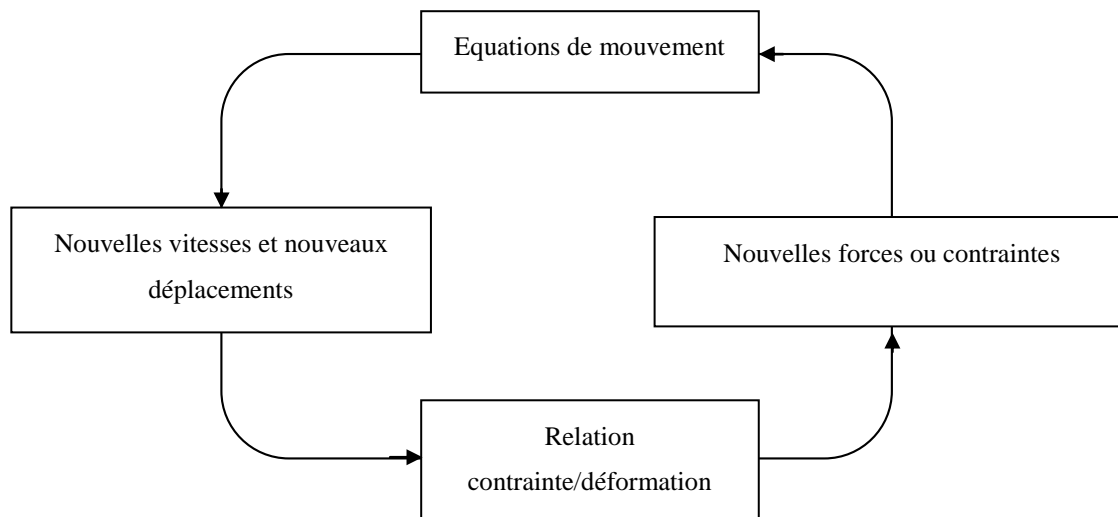 Equations de mouvement
Nouvelles vitesses et nouveaux
déplacements
Nouvelles forces ou contraintes
Relation
contrainte/déformation